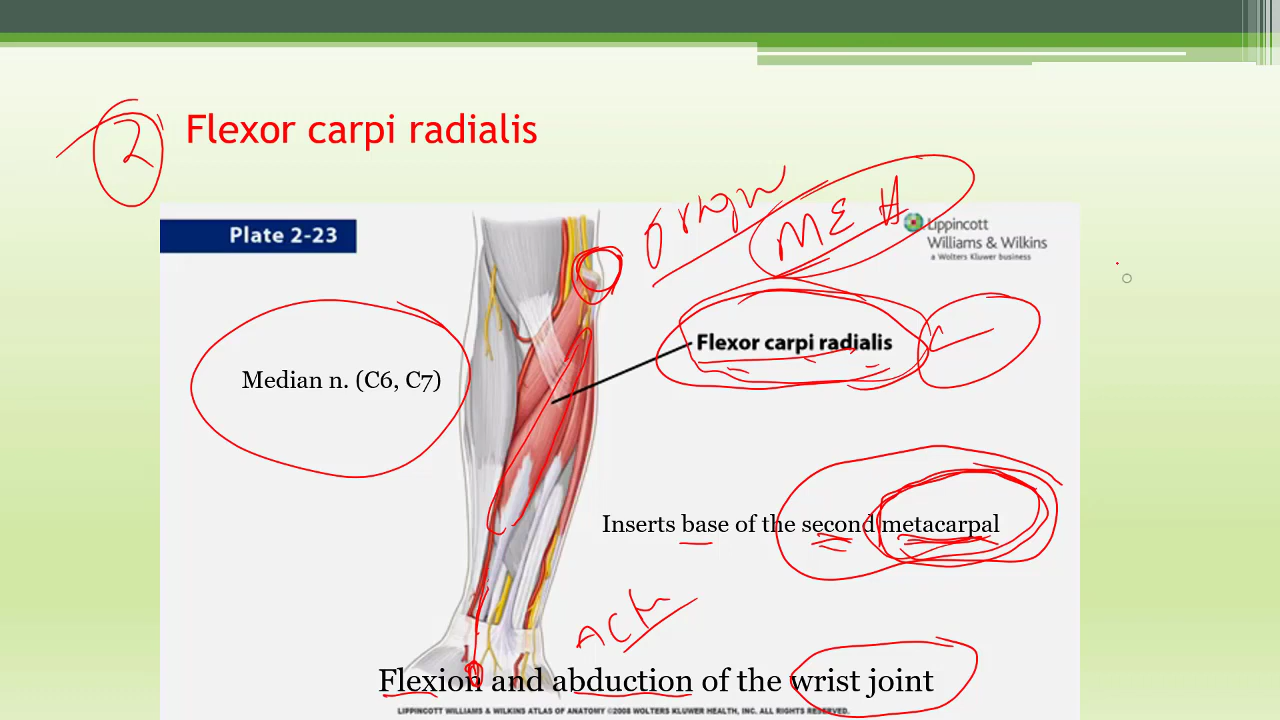 2
Flexor carpi radialis
origin
MEH
Plate 2-23
Lippincott
Williams & Wilkins
a Wolters Kluwer business
Flexor carpi radialis
Median n. (C6, C7)
Inserts base of the second metacarpal
Flexion and abduction of the wrist joint
LIPPINCOTT WILLIAMS & WILKINS ATLAS OF ANATOMY ©2008 WOLTERS KLUWER HEALTH, INC. ALL RIGHTS RESERVED.